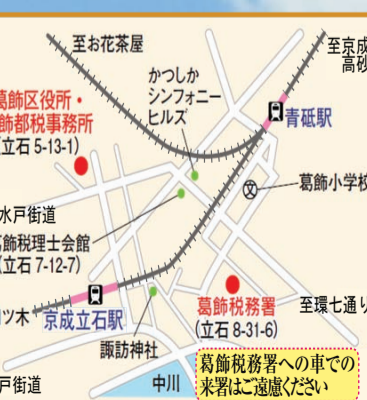 至お花茶屋
至京成
高砂
かつしか
シンフォニー
ヒルズ
青砥駅
葛飾区役所・
飾都税事務所
(立石 5-13-1)
文
葛飾小学校
水戸街道
葛飾税理士会館
(立石 7-12-7)
ツ木
京成立石駅
葛飾税務署
(立石 8-31-6)
至環七通り
諏訪神社
戸街道
中川
葛飾税務署への車での
来署はご遠慮ください